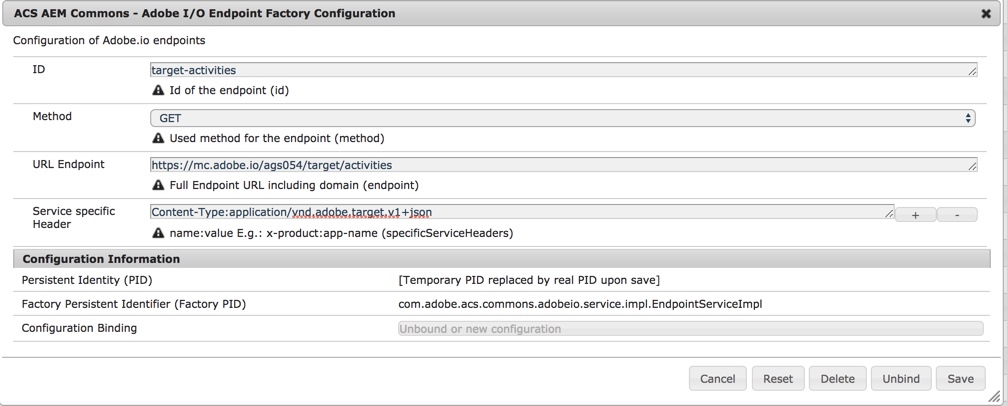 ACS AEM Commons - Adobe I/O Endpoint Factory Configuration
Configuration of Adobe.io endpoints
ID
target-activities
Id of the endpoint (id)
Method
GET
Used method for the endpoint (method)
URL Endpoint
https://mc.adobe.io/ags054/target/activities
Full Endpoint URL including domain (endpoint)
Service specific
Header
Content-Type:application/vnd.adobe.target.v1+json
+ -
name:value E.g.: x-product:app-name (specificServiceHeaders)
Configuration Information
Persistent Identity (PID) [Temporary PID replaced by real PID upon save]
Factory Persistent Identifier (Factory PID) com.adobe.acs.commons.adobeio.service.impl.EndpointServiceImpl
Configuration Binding Unbound or new configuration
Cancel Reset Delete Unbind Save